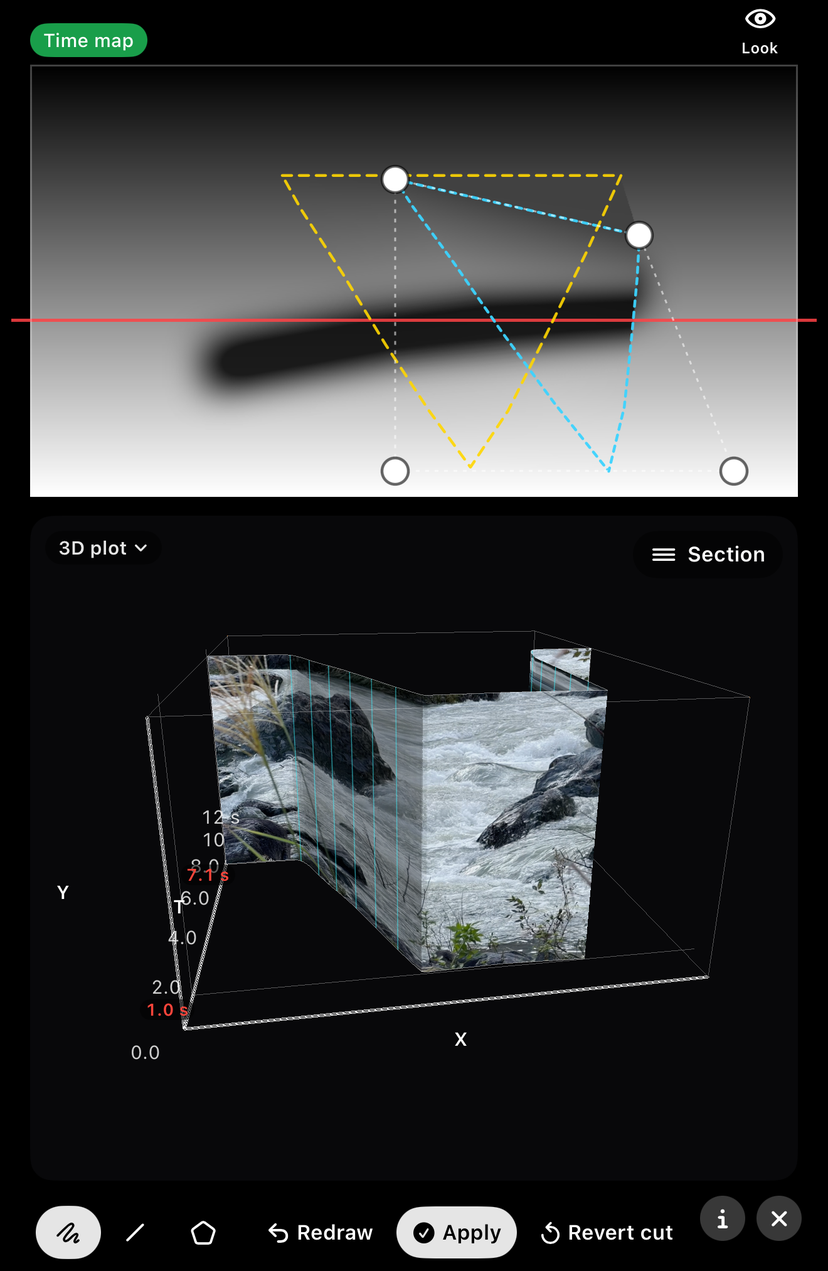 Time map
Look
3D plot
Section
12 s
10
8.0
7.1 s
Y
T
6.0
4.0
2.0
1.0 s
X
0.0
Redraw
Apply
Revert cut